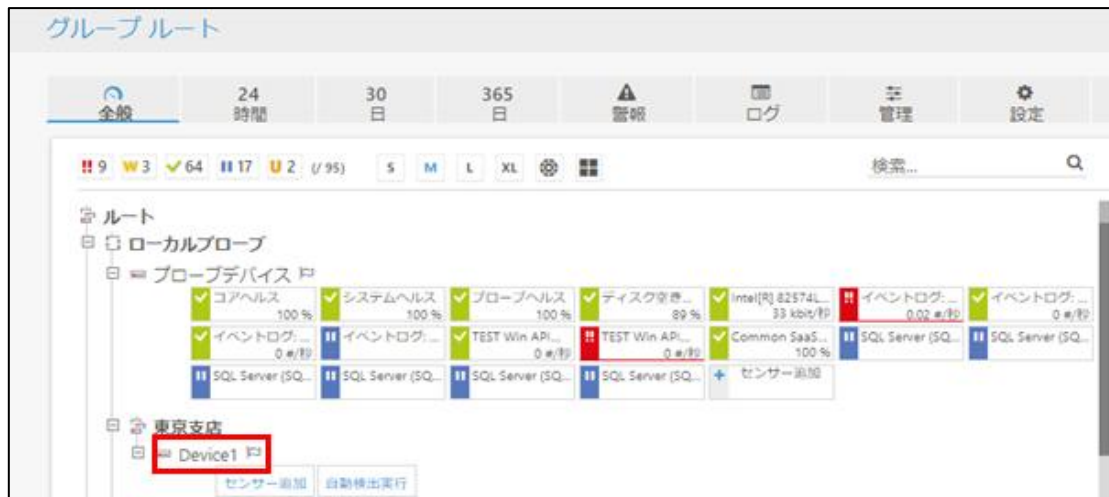 グループ ルート
全般
24
時間
30
日
365
日
警報
ログ
管理
設定
9 W 3 64 17 U 2 (/ 95) S M L XL 検索...
ルート
ローカルプローブ
プローブデバイス
コアヘルス システムヘルス プローブヘルス ディスク空き... Intel[R] 82574L... イベントログ: ... イベントログ: ...
100 % 100 % 100 % 89 % 33 kbit/秒 0.02 #/秒 0 #/秒
イベントログ: ... イベントログ: ... TEST Win API... TEST Win API... Common SaaS... SQL Server (SQ... SQL Server (SQ...
0 #/秒 0 #/秒 0 #/秒 100 %
SQL Server (SQ... SQL Server (SQ... SQL Server (SQ... SQL Server (SQ... + センサー追加
東京支店
Device1
センサー追加 自動検出実行